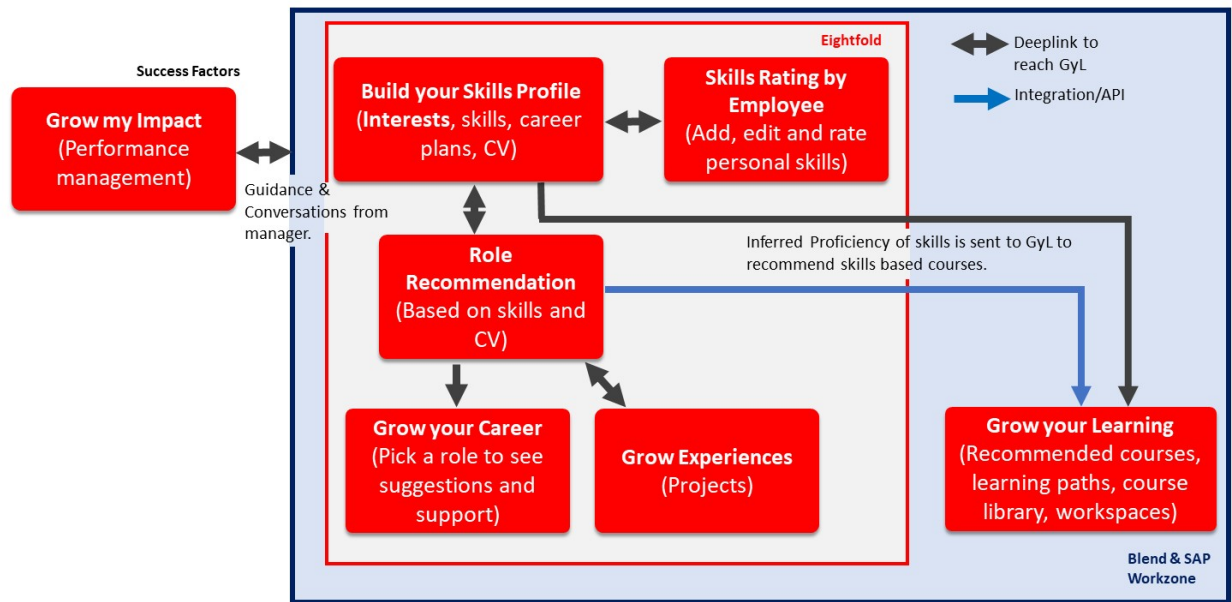 Eightfold
Deeplink to
reach GyL
Integration/API
Success Factors
Grow my Impact
(Performance
management)
Guidance &
Conversations from
manager.
Build your Skills Profile
(Interests, skills, career
plans, CV)
Skills Rating by
Employee
(Add, edit and rate
personal skills)
Inferred Proficiency of skills is sent to GyL to
recommend skills based courses.
Role
Recommendation
(Based on skills and
CV)
Grow your Career
(Pick a role to see
suggestions and
support)
Grow Experiences
(Projects)
Grow your Learning
(Recommended courses,
learning paths, course
library, workspaces)
Blend & SAP
Workzone